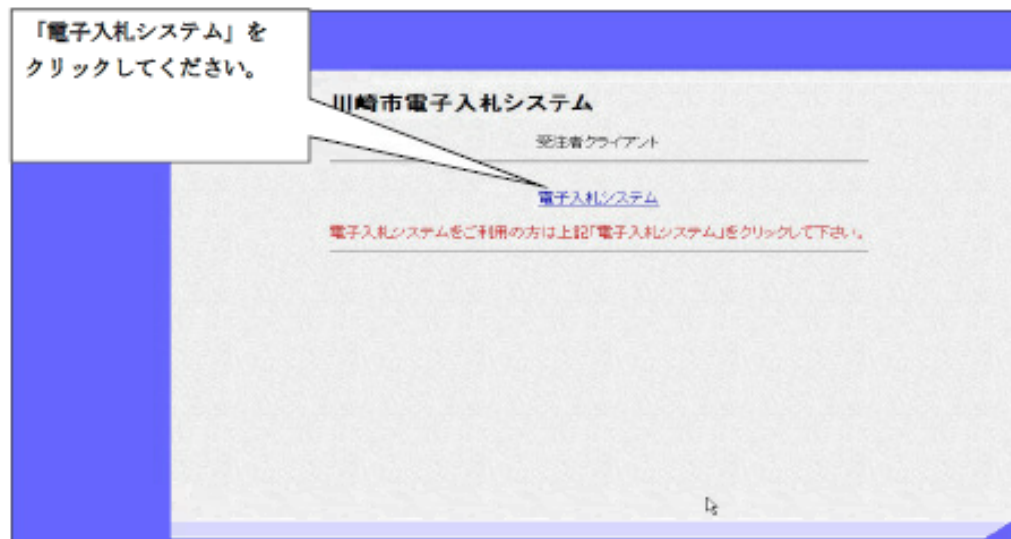 「電子入札システム」を
クリックしてください。
川崎市電子入札システム
受注者クライアント
電子入札システム
電子入札システムをご利用の方は上記「電子入札システム」をクリックして下さい。